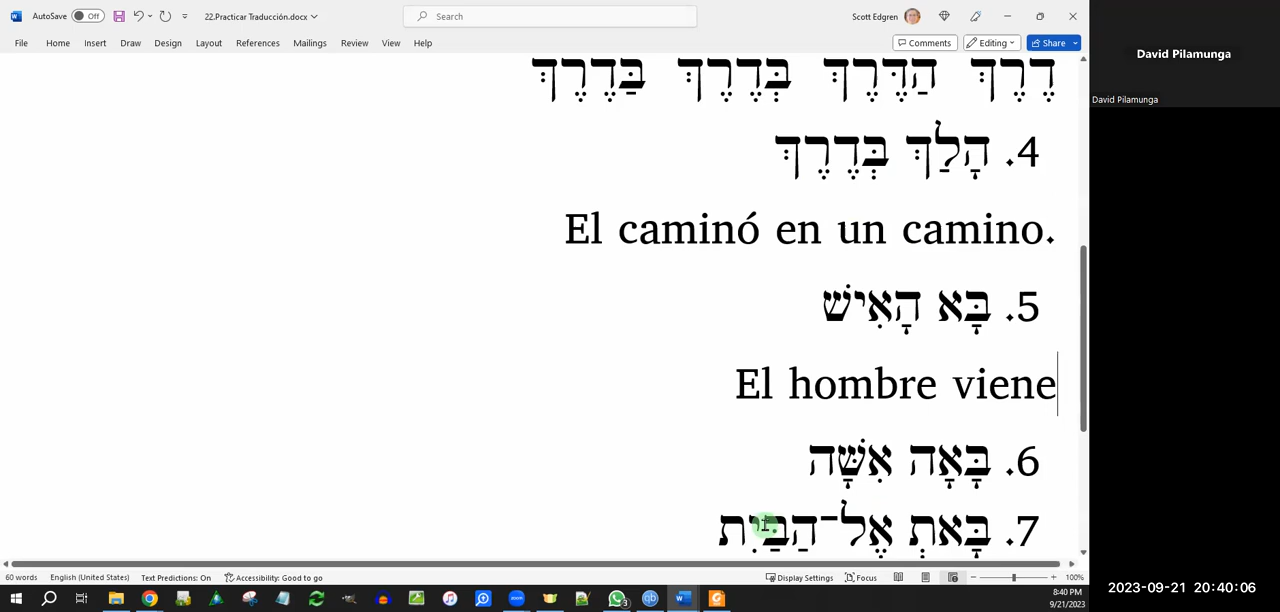 AutoSave Off 22.Practicar Traducción.docx Search Scott Edgren
File Home Insert Draw Design Layout References Mailings Review View Help Comments Editing Share
David Pilamunga
David Pilamunga
דֶרֶךְ הַדֶּרֶךְ בְּדֶרֶךְ בַּדֶרֶךְ
4. הָלַךְ בְּדֶרֶךְ
El caminó en un camino.
5. בָּא הָאִישׁ
El hombre viene
6. בָּאָה אִשָּׁה
7. בָּאתְ אֶל־הַבַּיִת
60 words English (United States) Text Predictions: On Accessibility: Good to go Display Settings Focus 100%
3
8:40 PM
9/21/2023
2023-09-21 20:40:06